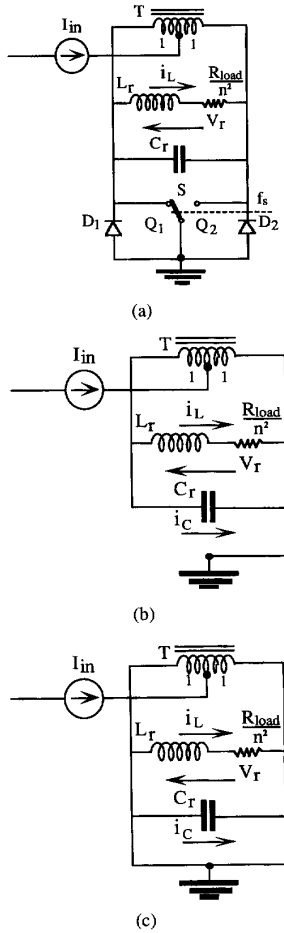 T
I_in
1 1
L_r
i_L
R_load/n²
V_r
C_r
S
f_s
D_1
Q_1
Q_2
D_2
(a)
T
I_in
1 1
L_r
i_L
R_load/n²
V_r
C_r
i_C
(b)
T
I_in
1 1
L_r
i_L
R_load/n²
V_r
C_r
i_C
(c)